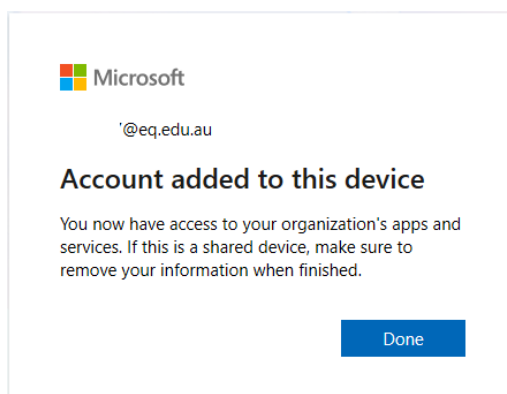 Microsoft
'@eq.edu.au
Account added to this device
You now have access to your organization's apps and
services. If this is a shared device, make sure to
remove your information when finished.
Done